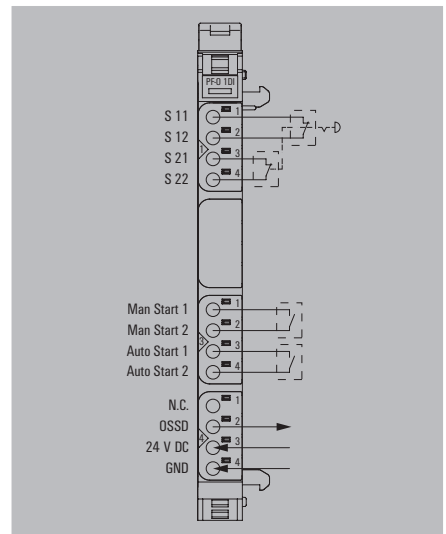 PF-O 1DI
S 11 1
S 12 2
1
S 21 3
S 22 4
Man Start 1 1
Man Start 2 2
3
Auto Start 1 3
Auto Start 2 4
N.C. 1
OSSD 2
4
24 V DC 3
GND 4